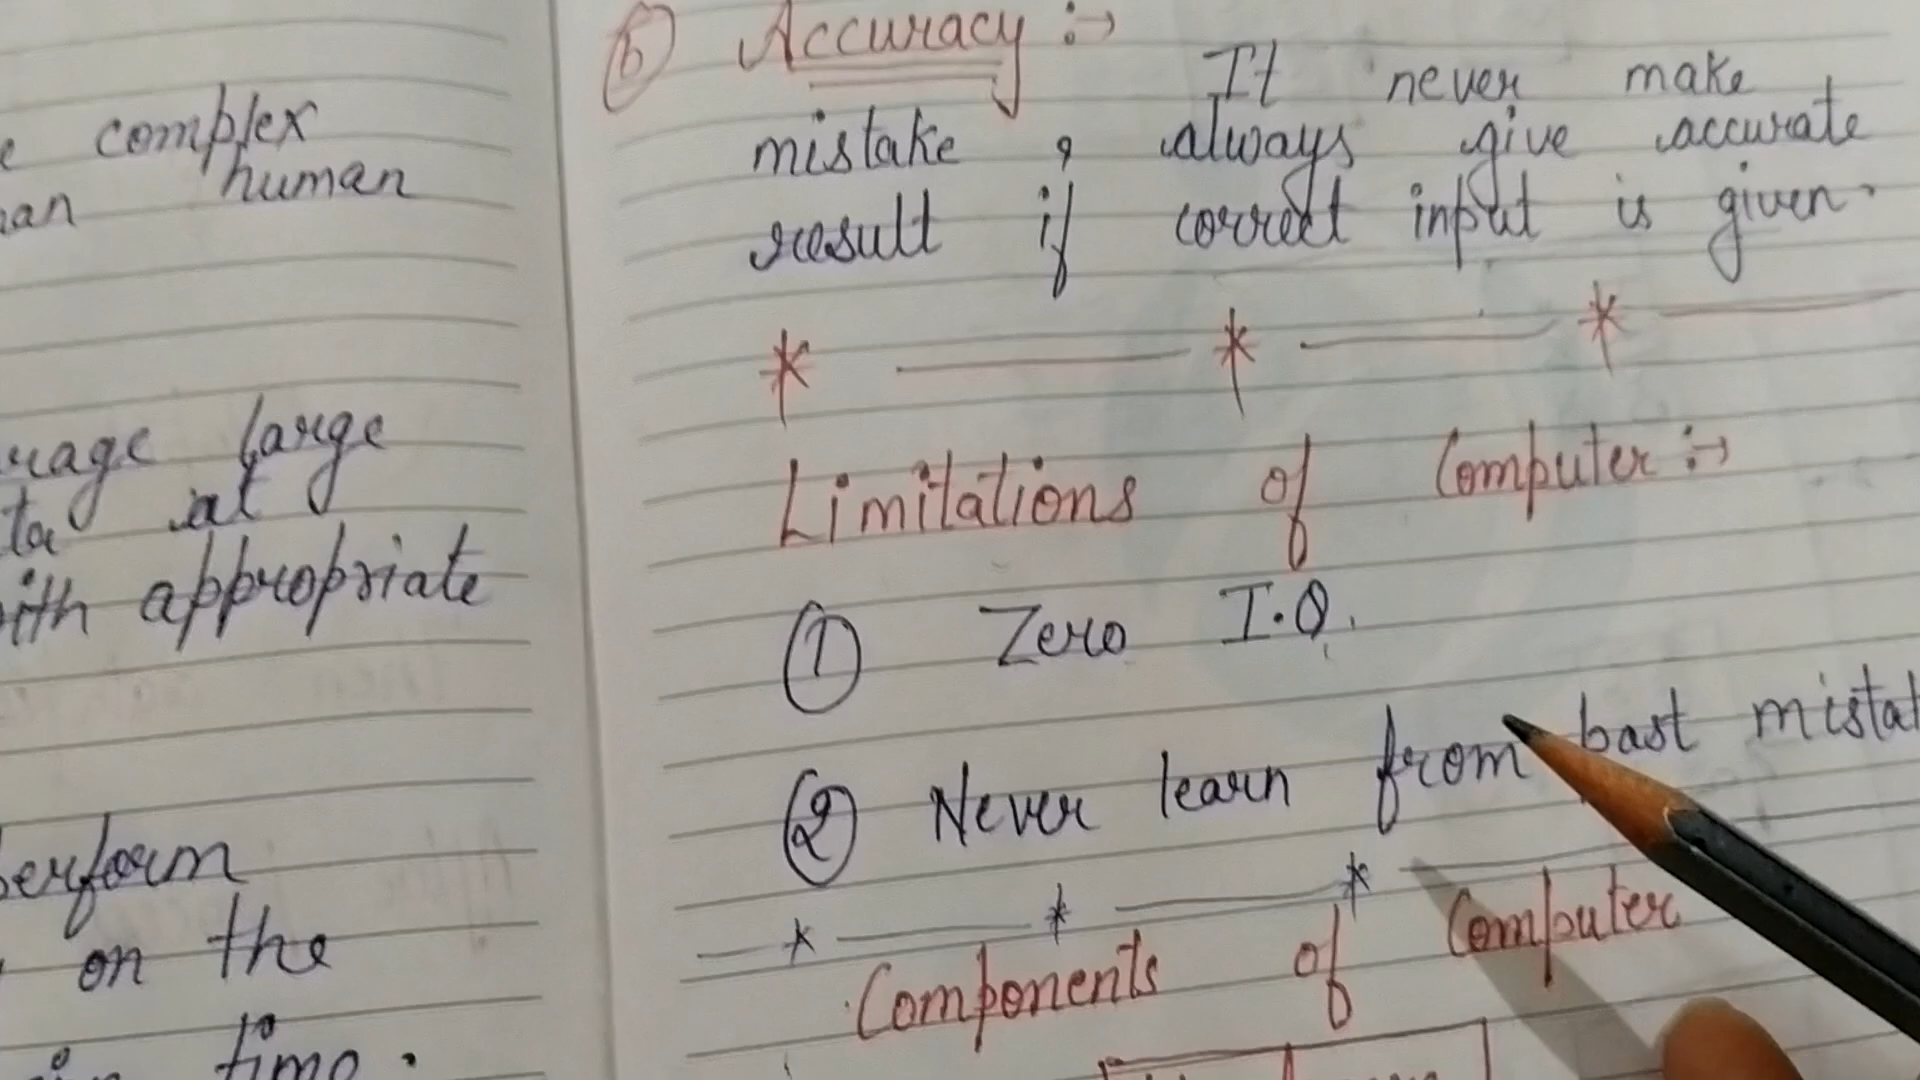 complex
human
large
at
with appropriate
perform
on the
time.
⑥ Accuracy :→
It never make
mistake , always give accurate
result if correct input is given.
* —— * —— * ——
Limitations of Computer :→
① Zero I.Q.
② Never learn from past
— * —— * —— * ——
Components of Computer